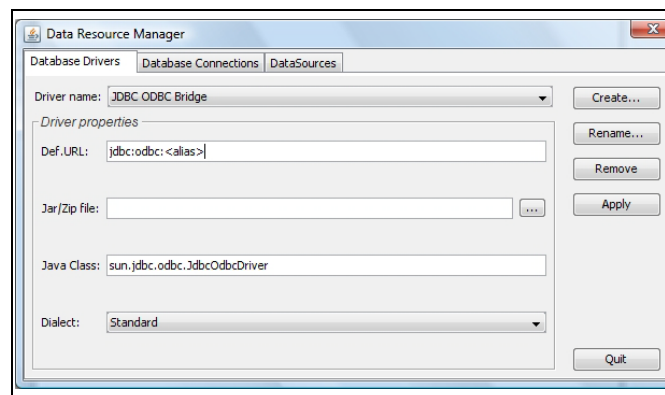 Data Resource Manager
Database Drivers Database Connections DataSources
Driver name: JDBC ODBC Bridge Create...
Driver properties Rename...
Def.URL: jdbc:odbc:<alias>
Remove
Jar/Zip file: ... Apply
Java Class: sun.jdbc.odbc.JdbcOdbcDriver
Dialect: Standard
Quit